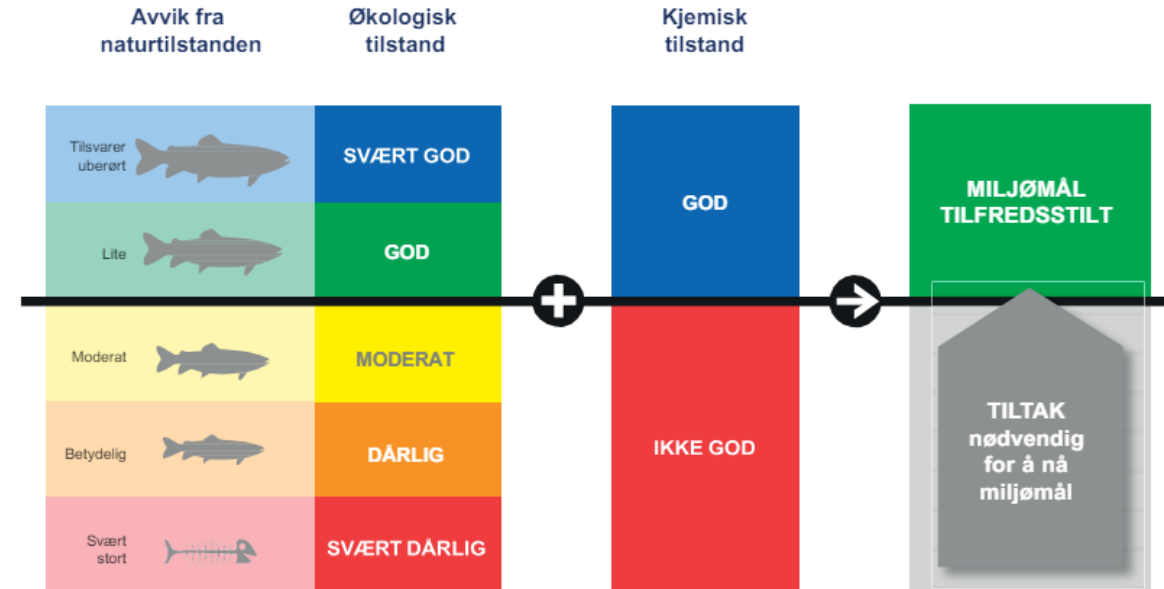 Avvik fra
naturtilstanden
Økologisk
tilstand
Kjemisk
tilstand
Tilsvarer
uberørt
SVÆRT GOD
Lite
GOD
Moderat
MODERAT
Betydelig
DÅRLIG
Svært
stort
SVÆRT DÅRLIG
GOD
IKKE GOD
MILJØMÅL
TILFREDSSTILT
TILTAK
nødvendig
for å nå
miljømål